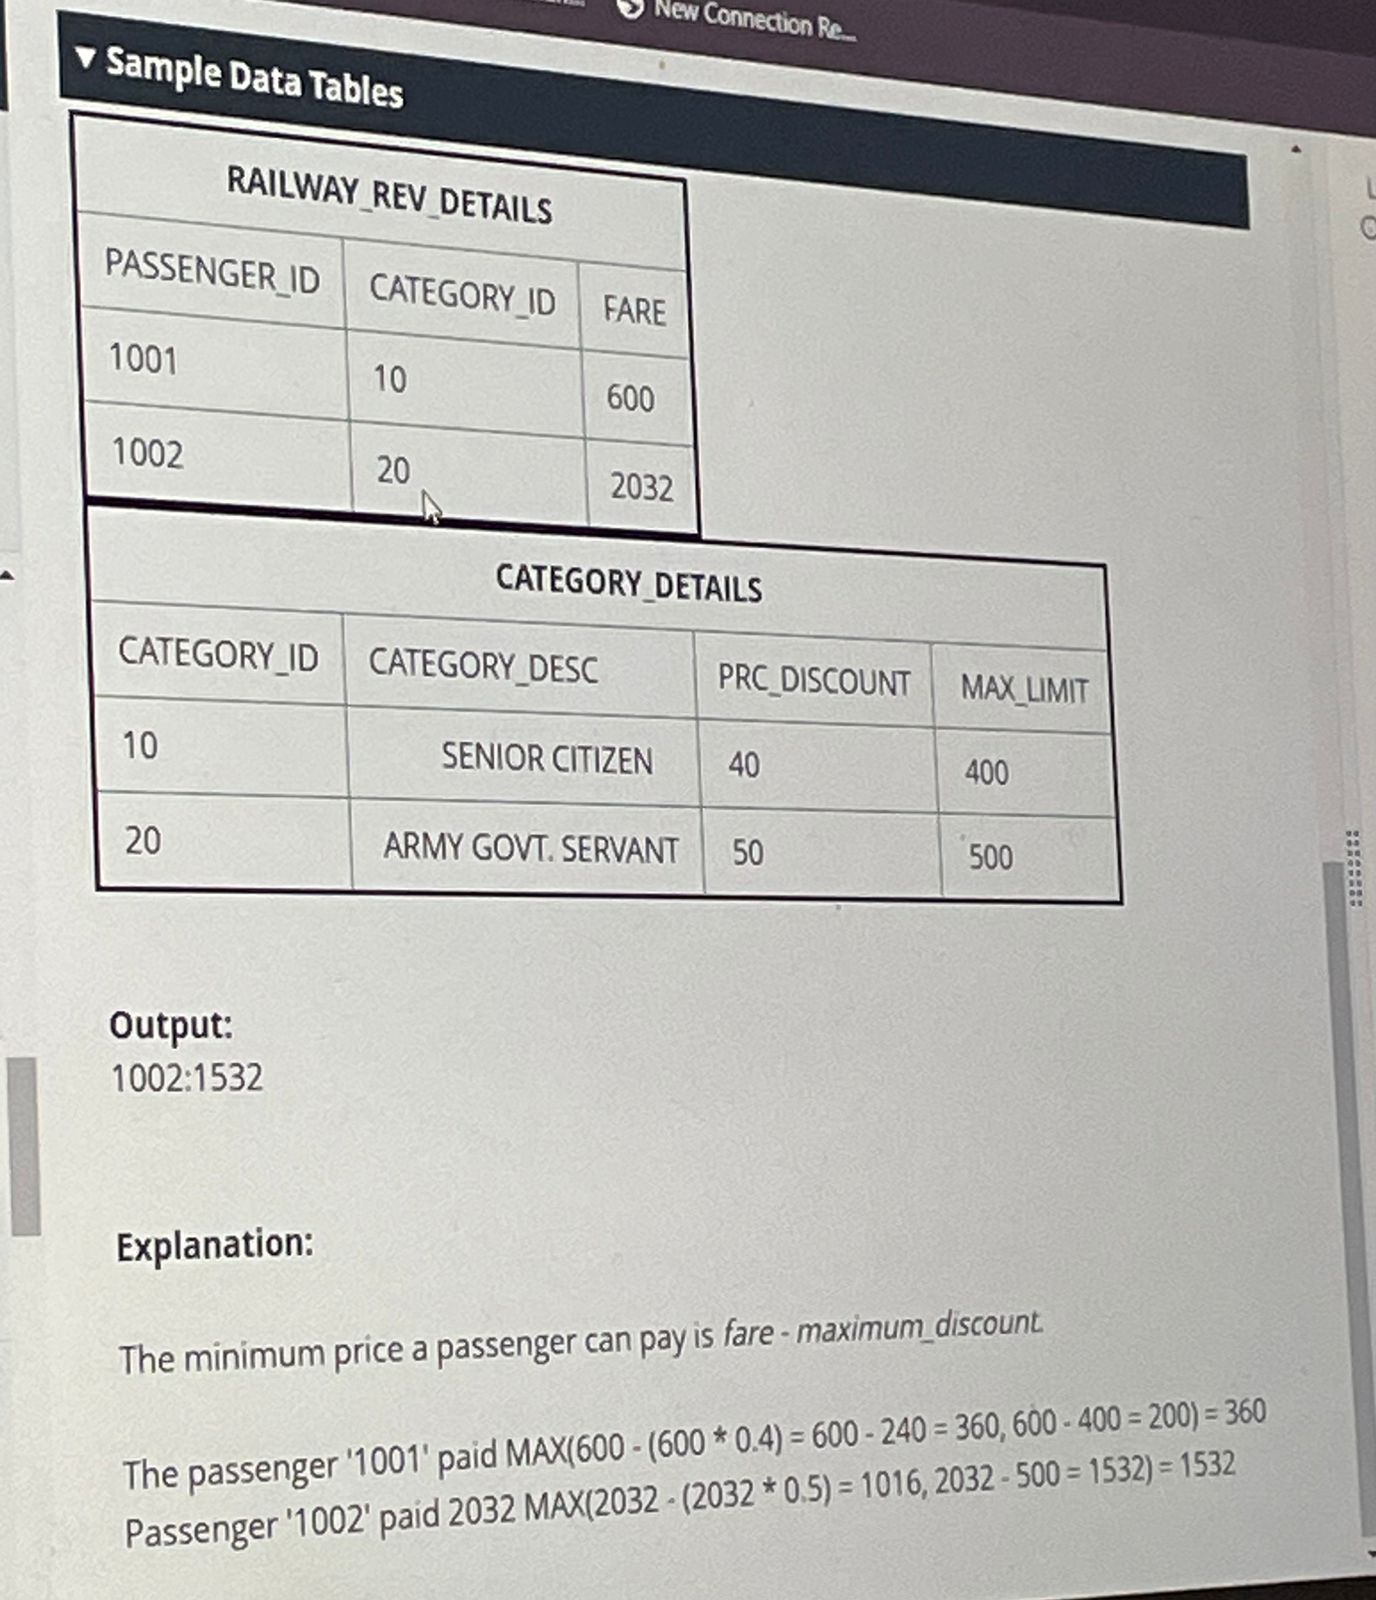 New Connection Re...
▼ Sample Data Tables
RAILWAY_REV_DETAILS
PASSENGER_ID CATEGORY_ID FARE
1001 10 600
1002 20 2032
CATEGORY_DETAILS
CATEGORY_ID CATEGORY_DESC PRC_DISCOUNT MAX_LIMIT
10 SENIOR CITIZEN 40 400
20 ARMY GOVT. SERVANT 50 500
Output:
1002:1532
Explanation:
The minimum price a passenger can pay is fare - maximum_discount.
The passenger '1001' paid MAX(600 - (600 * 0.4) = 600 - 240 = 360, 600 - 400 = 200) = 360
Passenger '1002' paid 2032 MAX(2032 - (2032 * 0.5) = 1016, 2032 - 500 = 1532) = 1532